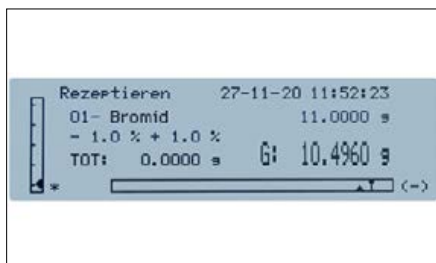 Rezeptieren 27-11-20 11:52:23
01- Bromid 11.0000 g
- 1.0 % + 1.0 %
TOT: 0.0000 g G: 10.4960 g
* (-)